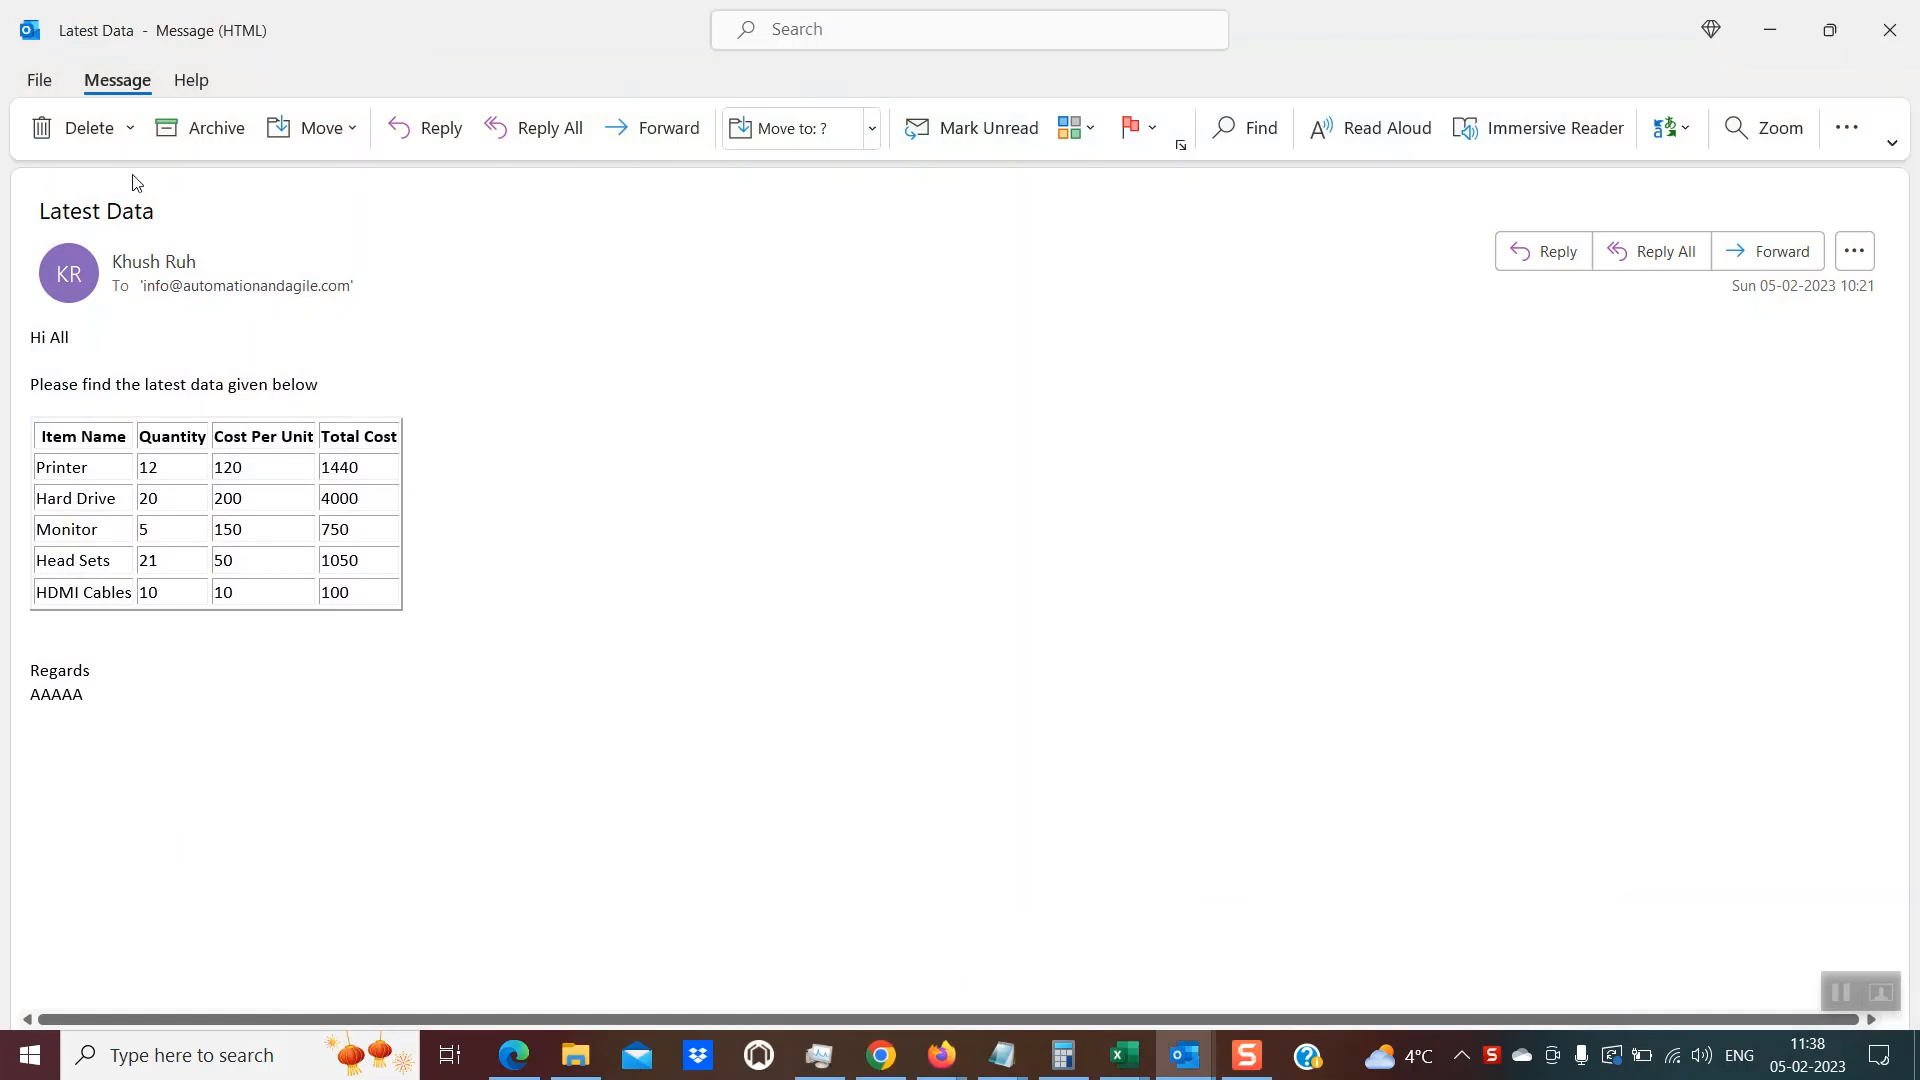 Latest Data - Message (HTML)
Search
File Message Help
Delete Archive Move Reply Reply All Forward Move to: ? Mark Unread Find Read Aloud Immersive Reader Zoom
Latest Data
KR
Khush Ruh
Reply Reply All Forward
To 'info@automationandagile.com'
Sun 05-02-2023 10:21
Hi All
Please find the latest data given below
Item Name Quantity Cost Per Unit Total Cost
Printer 12 120 1440
Hard Drive 20 200 4000
Monitor 5 150 750
Head Sets 21 50 1050
HDMI Cables 10 10 100
Regards
AAAAA
Type here to search
4°C
ENG
11:38
05-02-2023